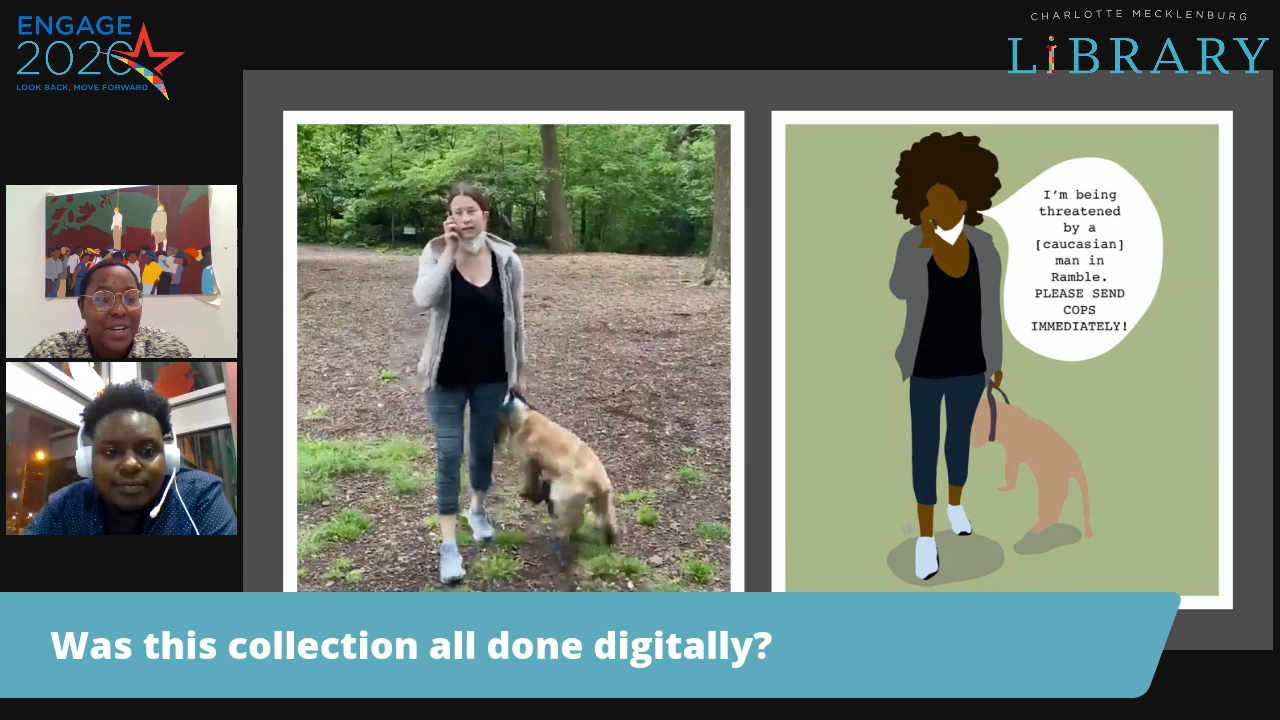 ENGAGE
2020
LOOK BACK, MOVE FORWARD
CHARLOTTE MECKLENBURG
LiBRARY
I'm being
threatened
by a
[caucasian]
man in
Ramble.
PLEASE SEND
COPS
IMMEDIATELY!
Was this collection all done digitally?